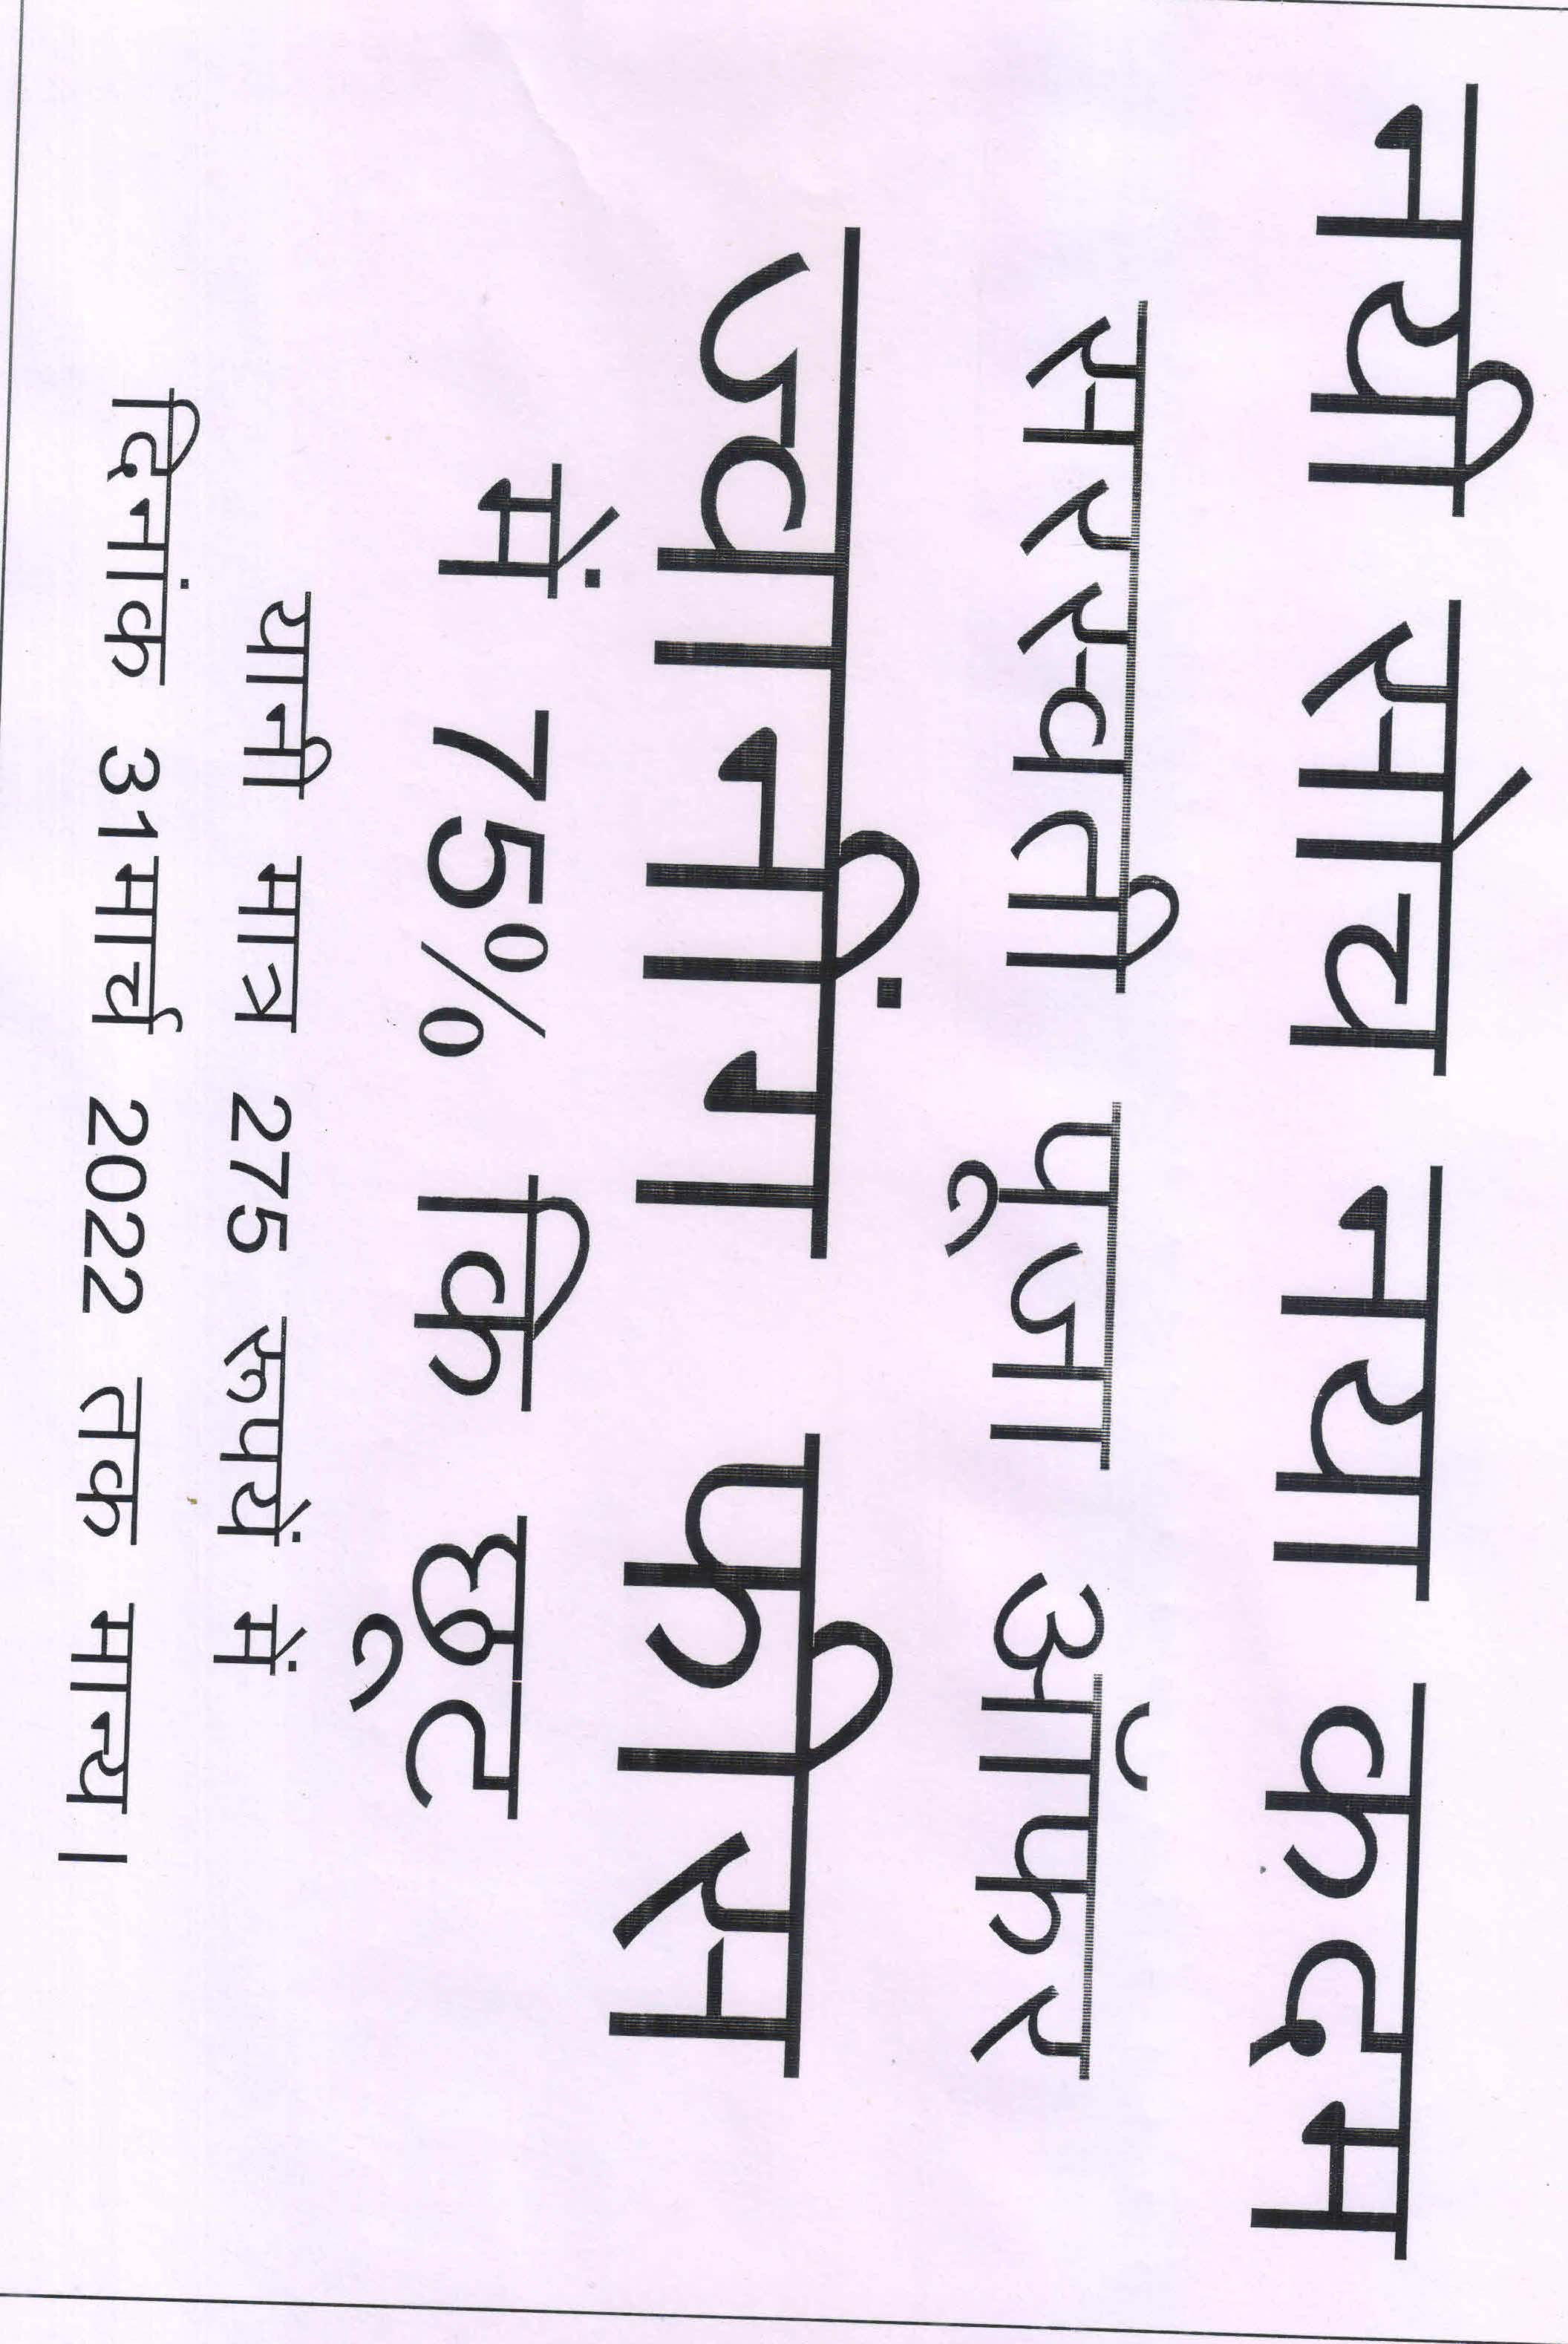 नयी सोच नया कदम
सरस्वती पूजा ऑफर
ज्वानींग फीस
में 75% कि छूट
यानी मात्र 275 रूपयें में
दिनांक 31मार्च 2022 तक मान्य।